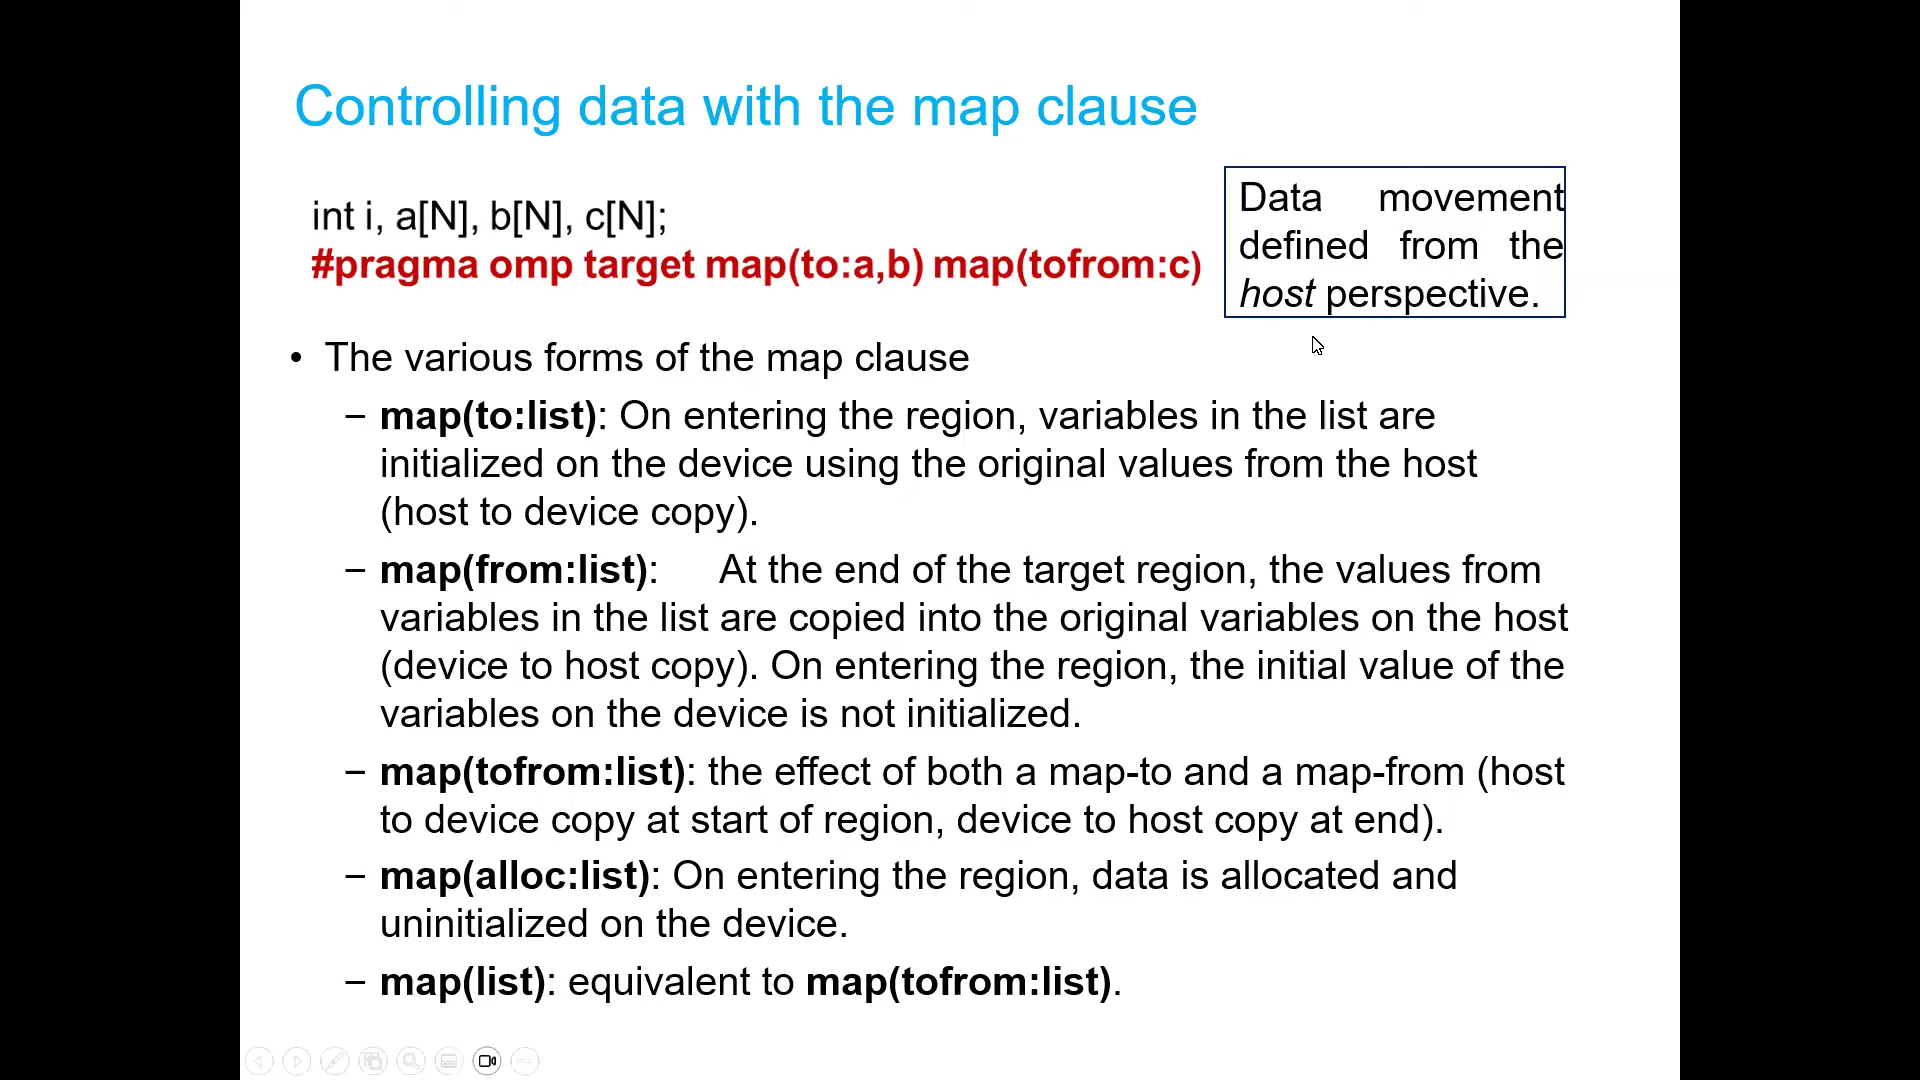 Controlling data with the map clause
int i, a[N], b[N], c[N];
#pragma omp target map(to:a,b) map(tofrom:c)
Data movement
defined from the
host perspective.
• The various forms of the map clause
– map(to:list): On entering the region, variables in the list are
initialized on the device using the original values from the host
(host to device copy).
– map(from:list): At the end of the target region, the values from
variables in the list are copied into the original variables on the host
(device to host copy). On entering the region, the initial value of the
variables on the device is not initialized.
– map(tofrom:list): the effect of both a map-to and a map-from (host
to device copy at start of region, device to host copy at end).
– map(alloc:list): On entering the region, data is allocated and
uninitialized on the device.
– map(list): equivalent to map(tofrom:list).